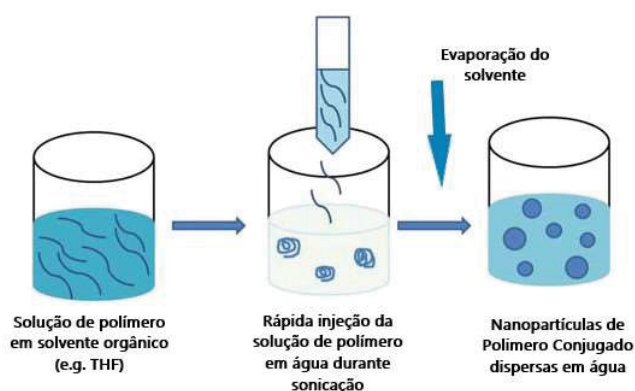 Evaporação do
solvente
Solução de polímero
em solvente orgânico
(e.g. THF)
Rápida injeção da
solução de polímero
em água durante
sonicação
Nanopartículas de
Polimero Conjugado
dispersas em água